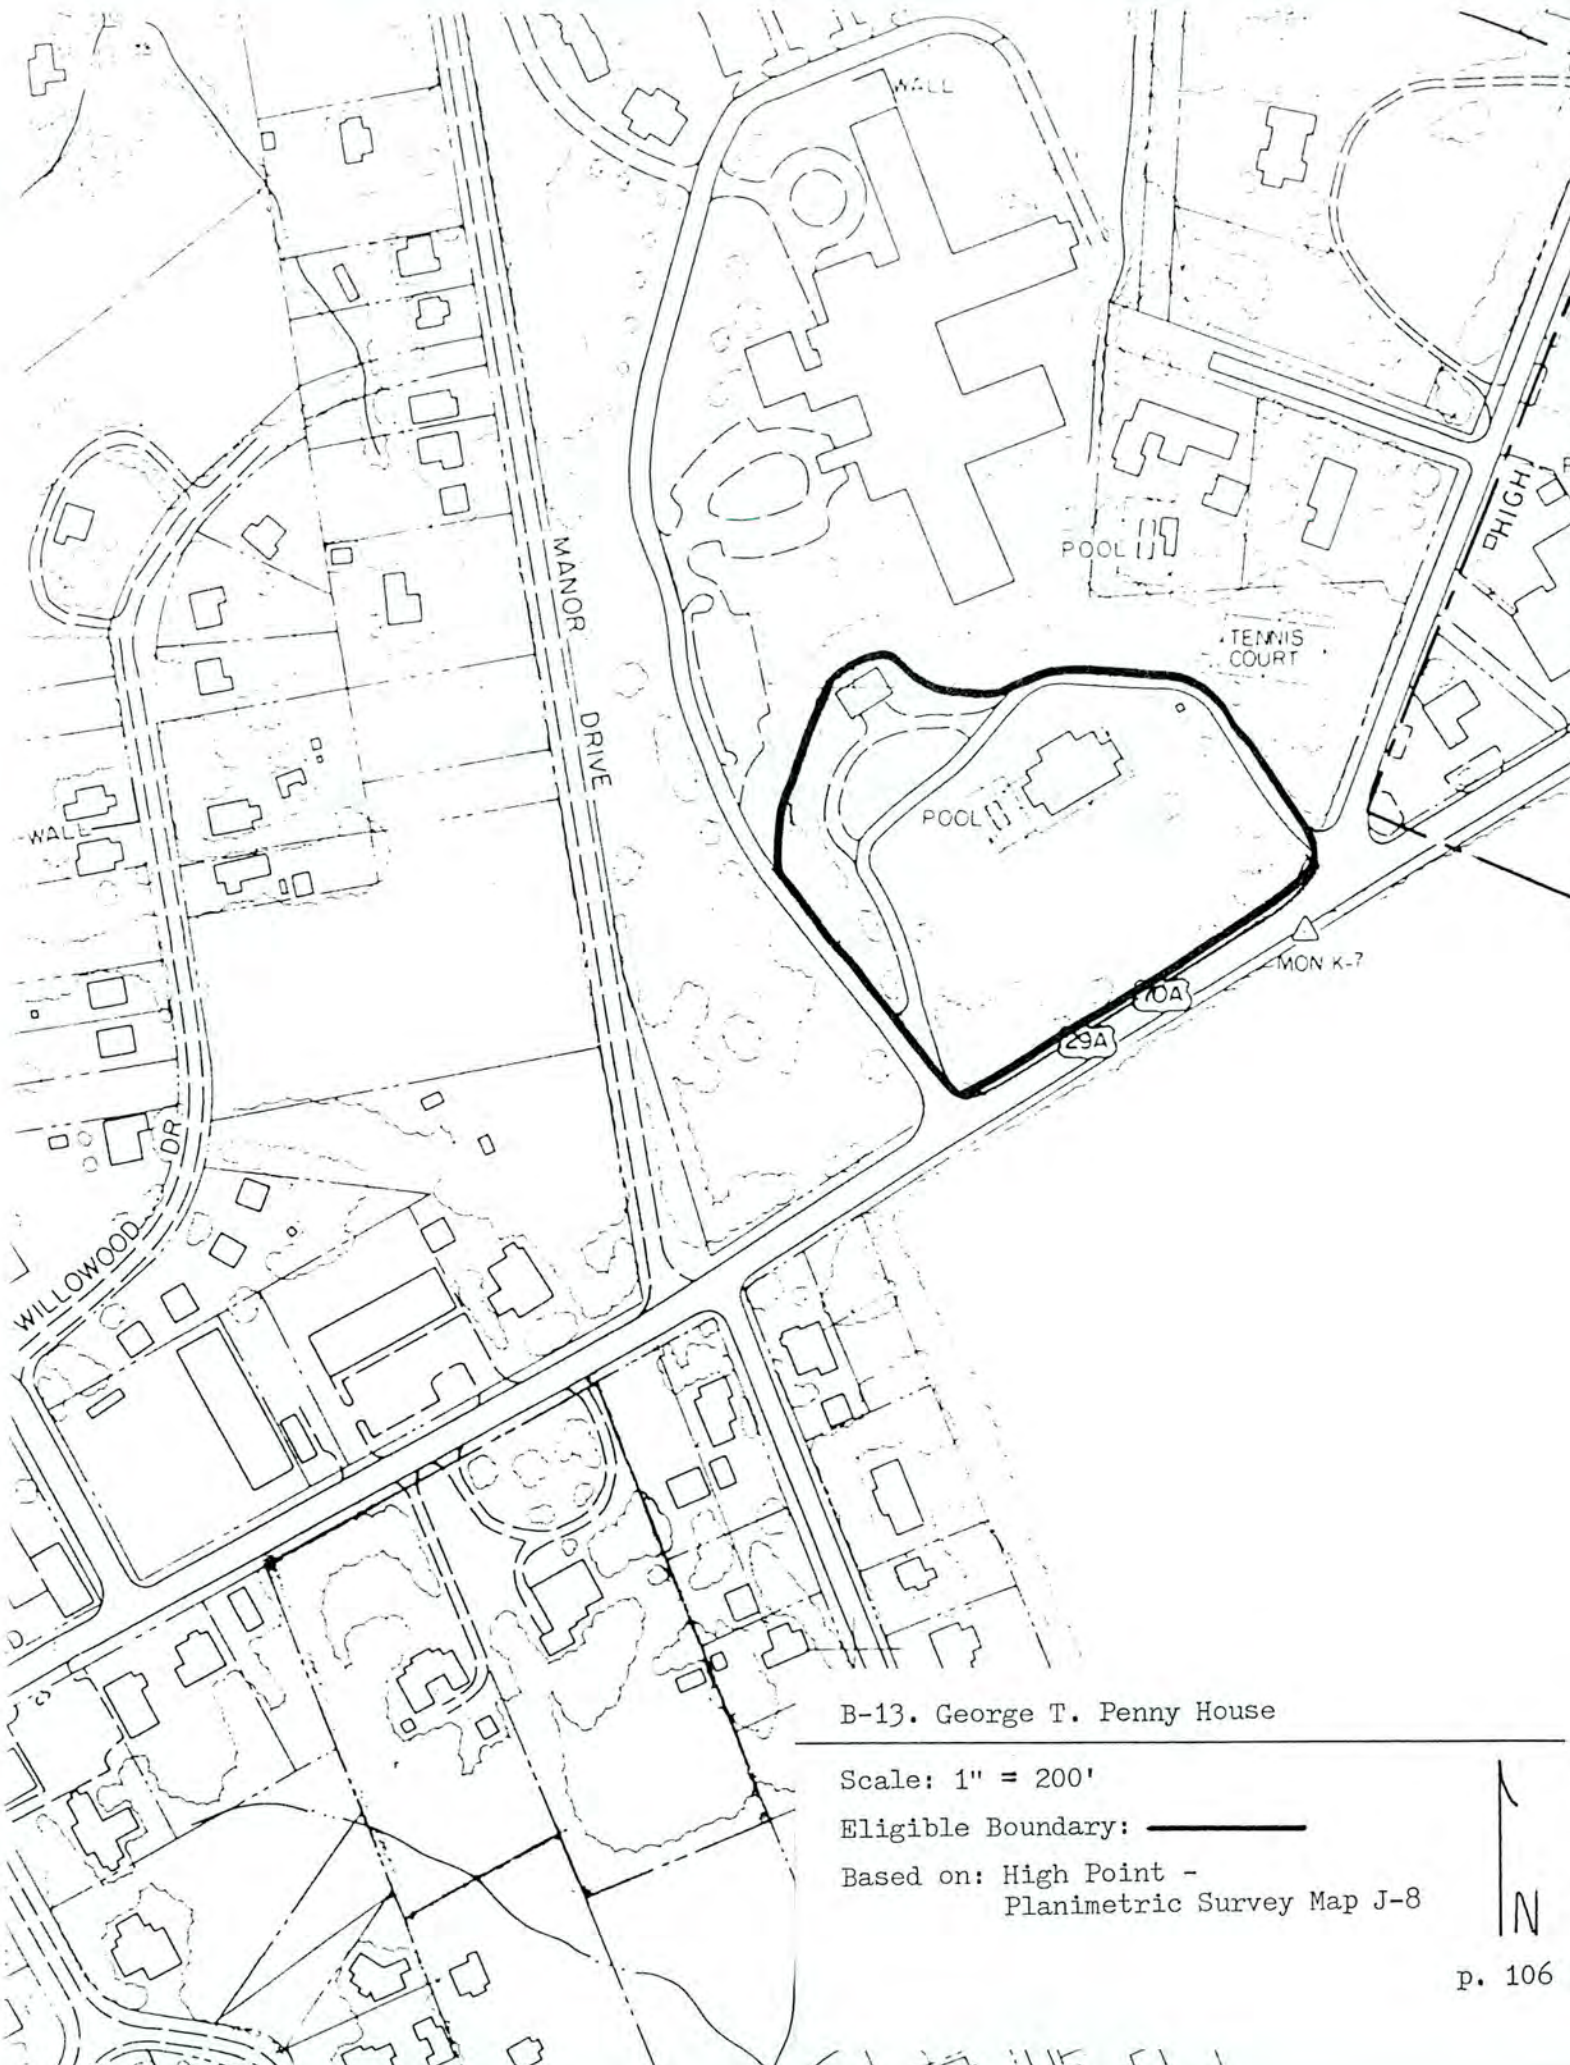 WALL
MANOR
DRIVE
POOL
HIGH
TENNIS
COURT
POOL
WALL
MON K-7
70A
29A
DR
WILLOWOOD
B-13. George T. Penny House
Scale: 1" = 200'
Eligible Boundary:
Based on: High Point -
Planimetric Survey Map J-8
N
p. 106